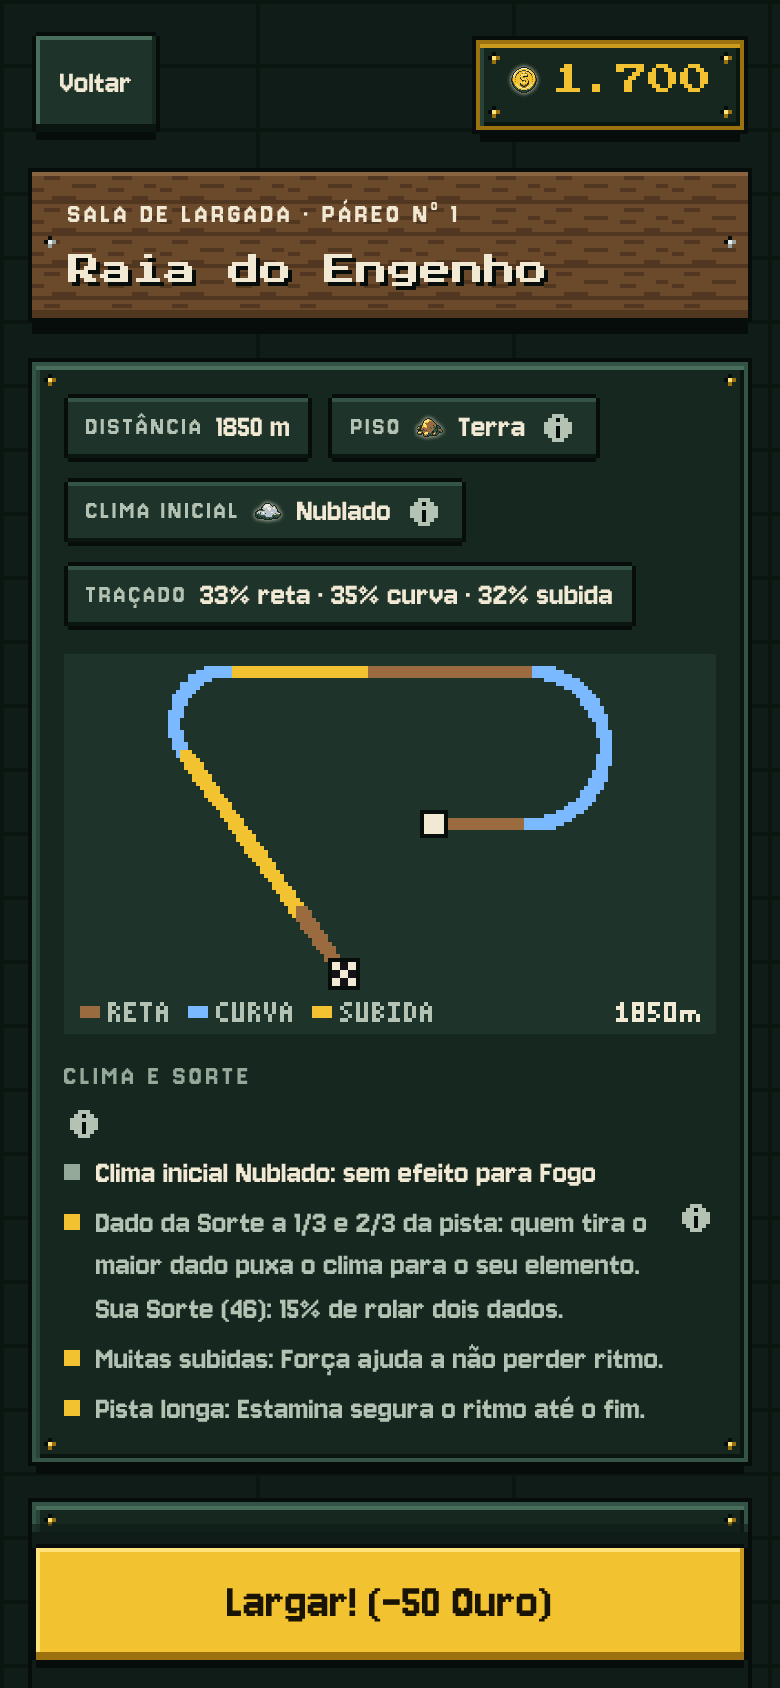 Voltar
1.700
SALA DE LARGADA · PÁREO Nº 1
Raia do Engenho
DISTÂNCIA 1850 m
PISO Terra
CLIMA INICIAL Nublado
TRAÇADO 33% reta · 35% curva · 32% subida
RETA CURVA SUBIDA 1850m
CLIMA E SORTE
Clima inicial Nublado: sem efeito para Fogo
Dado da Sorte a 1/3 e 2/3 da pista: quem tira o
maior dado puxa o clima para o seu elemento.
Sua Sorte (46): 15% de rolar dois dados.
Muitas subidas: Força ajuda a não perder ritmo.
Pista longa: Estamina segura o ritmo até o fim.
Largar! (-50 Ouro)